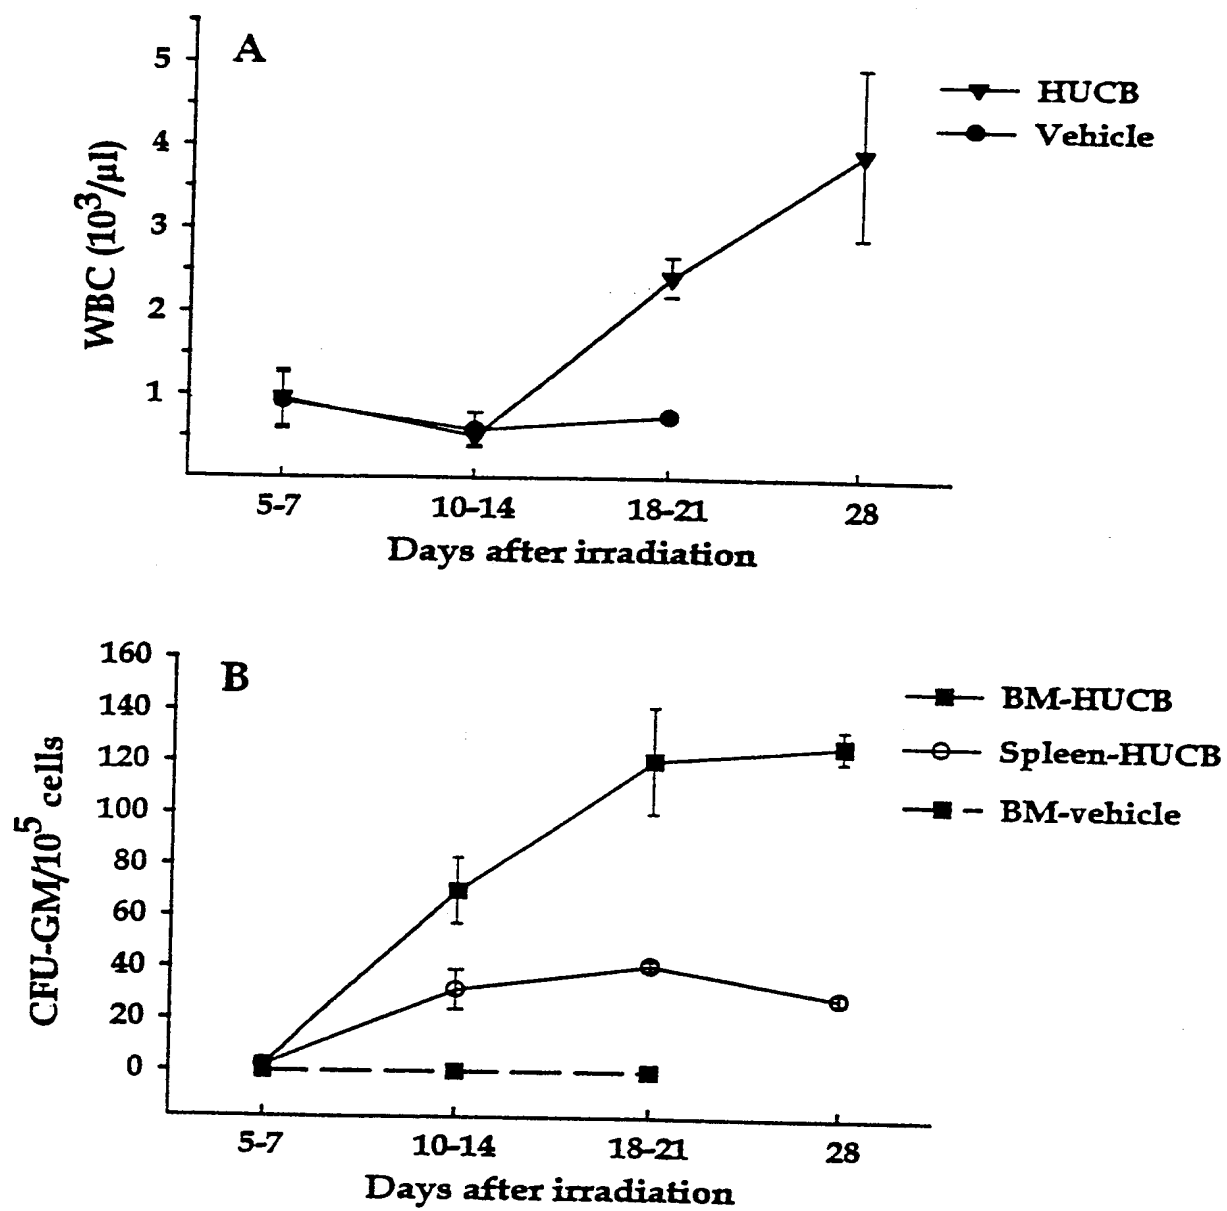 A
5
4
3
2
1
WBC (10³/µl)
HUCB
Vehicle
5-7 10-14 18-21 28
Days after irradiation
B
160
140
120
100
80
60
40
20
0
CFU-GM/10⁵ cells
BM-HUCB
Spleen-HUCB
BM-vehicle
5-7 10-14 18-21 28
Days after irradiation